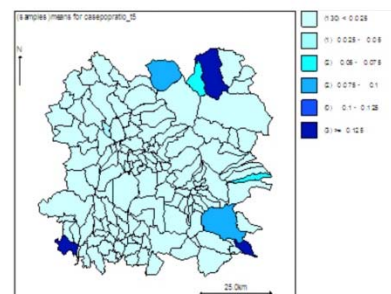 (samples )means for casepopratio_t5
N
(130) < 0.025
(1) 0.025 - 0.05
(2) 0.05 - 0.075
(2) 0.075 - 0.1
(0) 0.1 - 0.125
(3) >= 0.125
25.0km